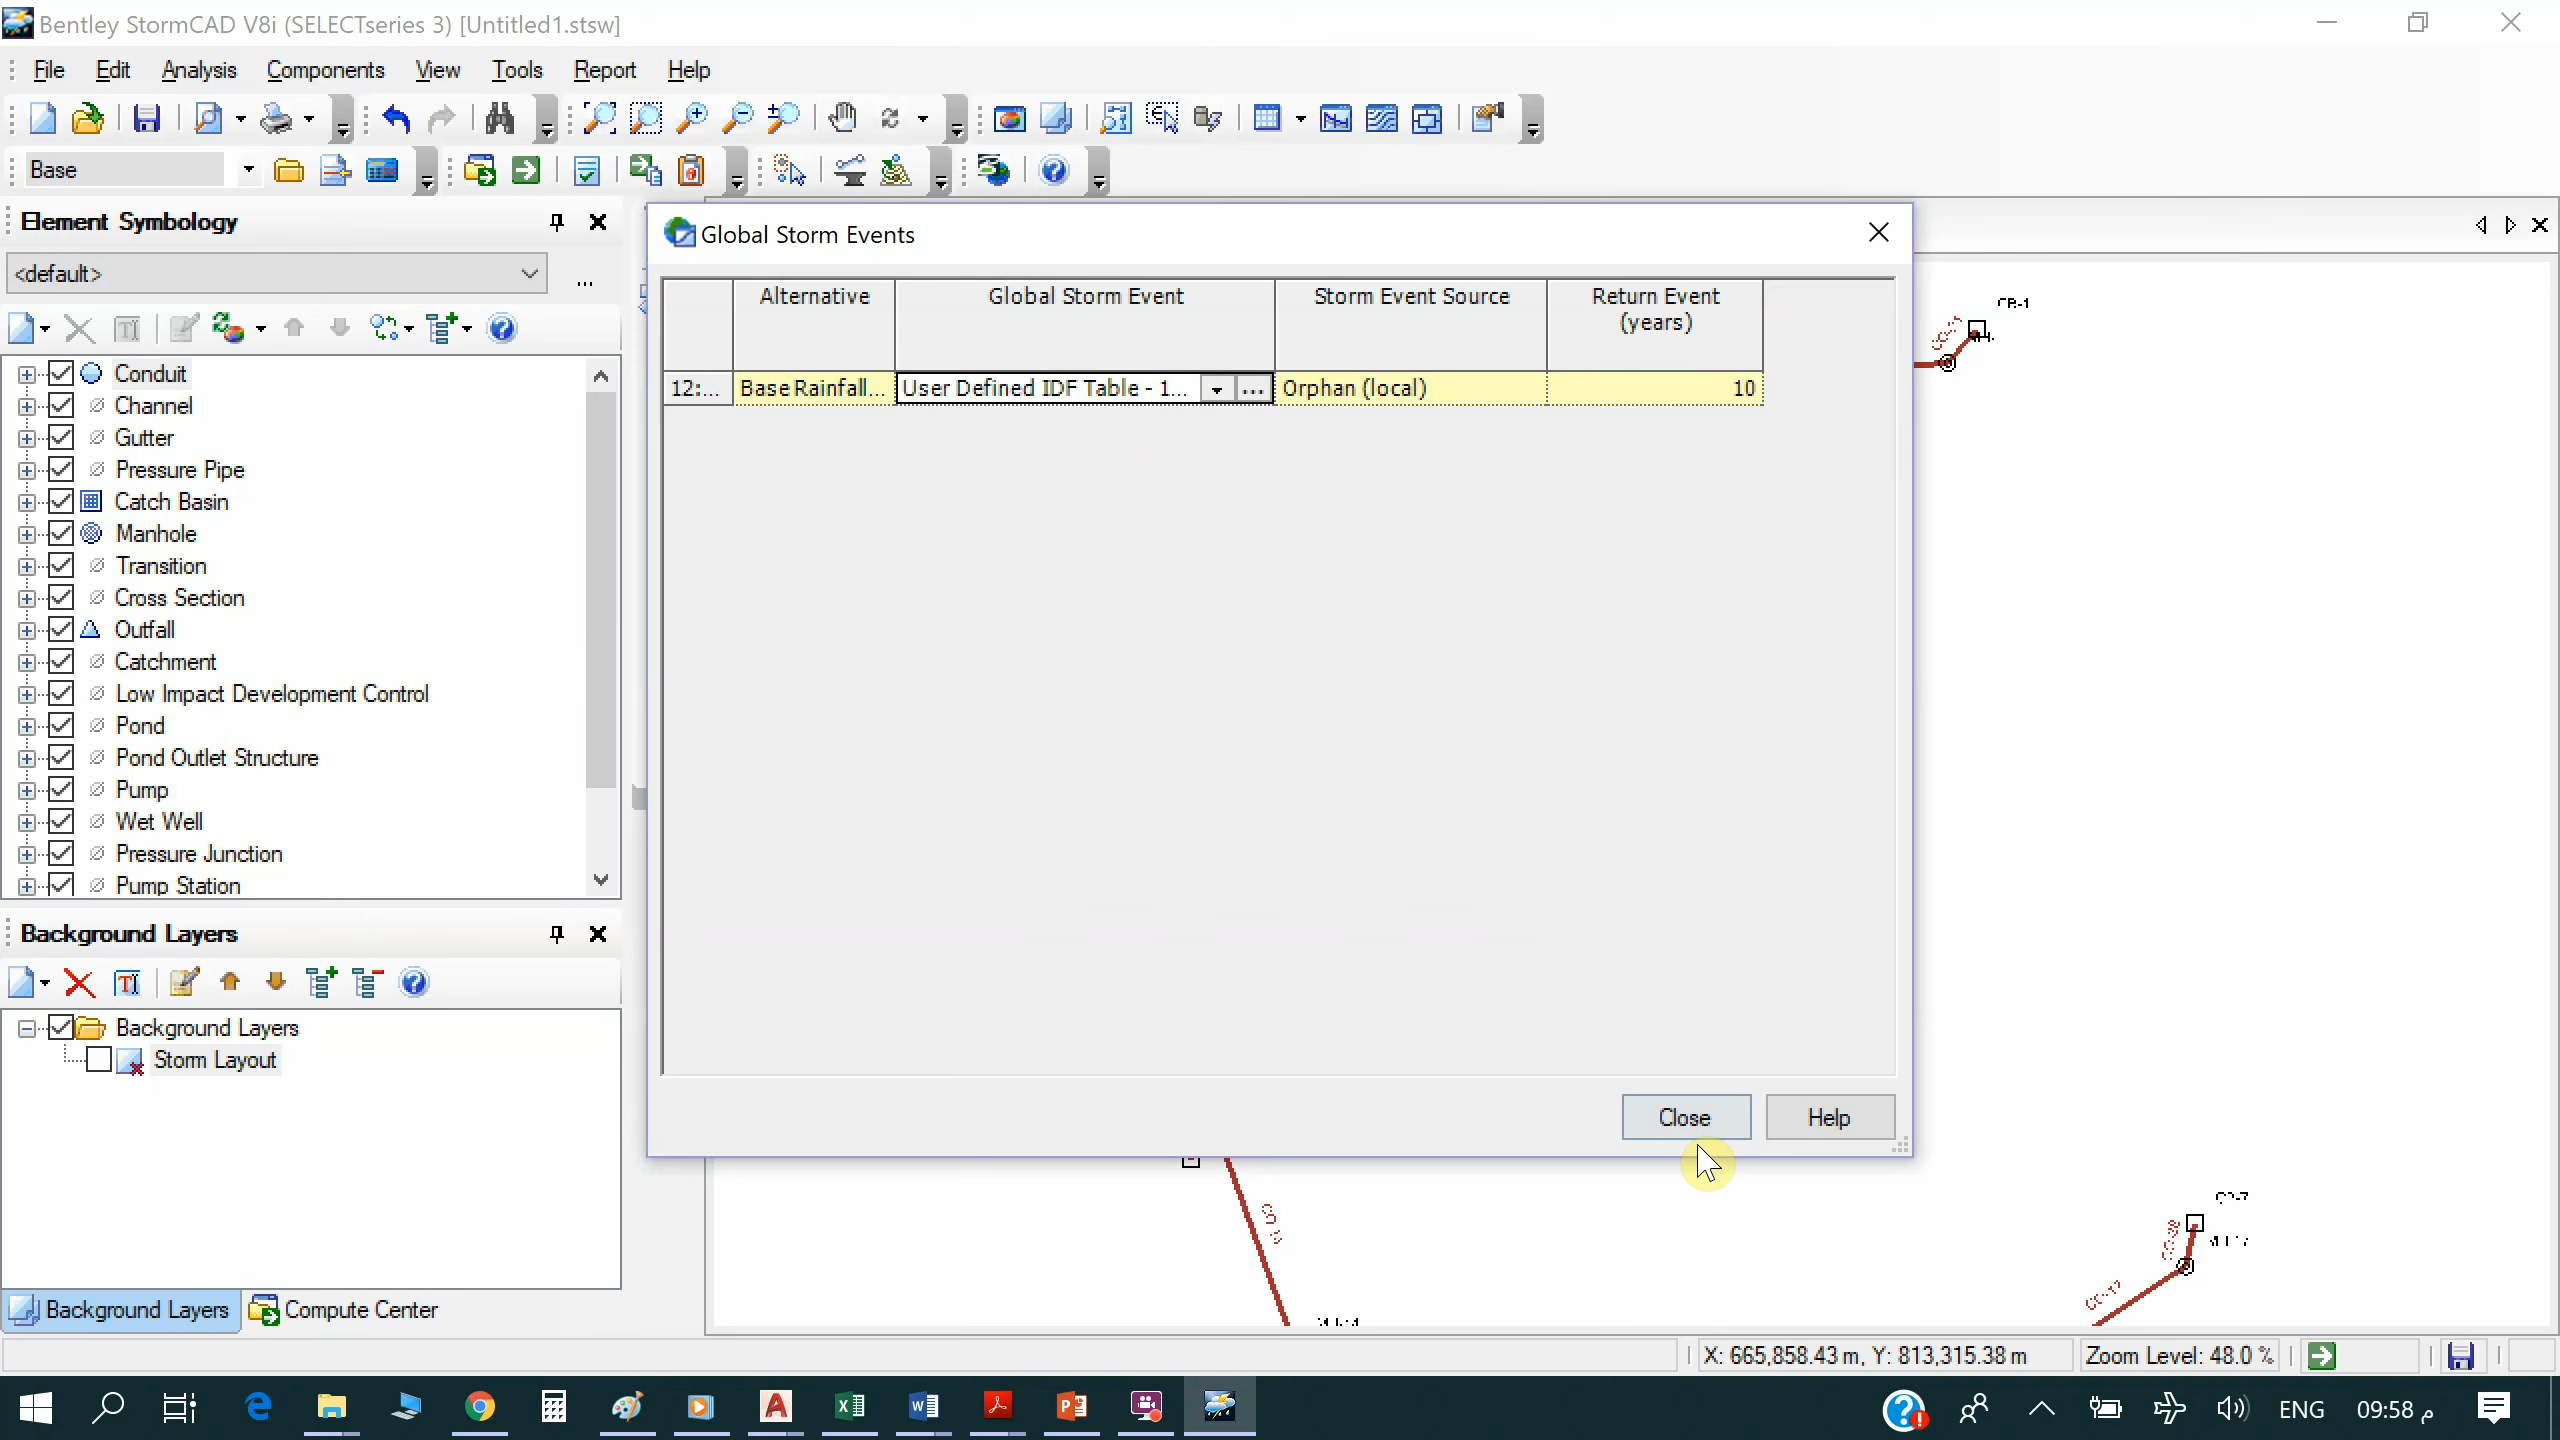 Bentley StormCAD V8i (SELECTseries 3) [Untitled1.stsw]
File Edit Analysis Components View Tools Report Help
Base
Element Symbology
<default>
Conduit
Channel
Gutter
Pressure Pipe
Catch Basin
Manhole
Transition
Cross Section
Outfall
Catchment
Low Impact Development Control
Pond
Pond Outlet Structure
Pump
Wet Well
Pressure Junction
Pump Station
Background Layers
Background Layers
Storm Layout
Background Layers Compute Center
Global Storm Events
Alternative Global Storm Event Storm Event Source Return Event
(years)
12:... Base Rainfall... User Defined IDF Table - 1... ... Orphan (local) 10
Close Help
CB-1
X: 665,858.43 m, Y: 813,315.38 m Zoom Level: 48.0 %
ENG 09:58 م